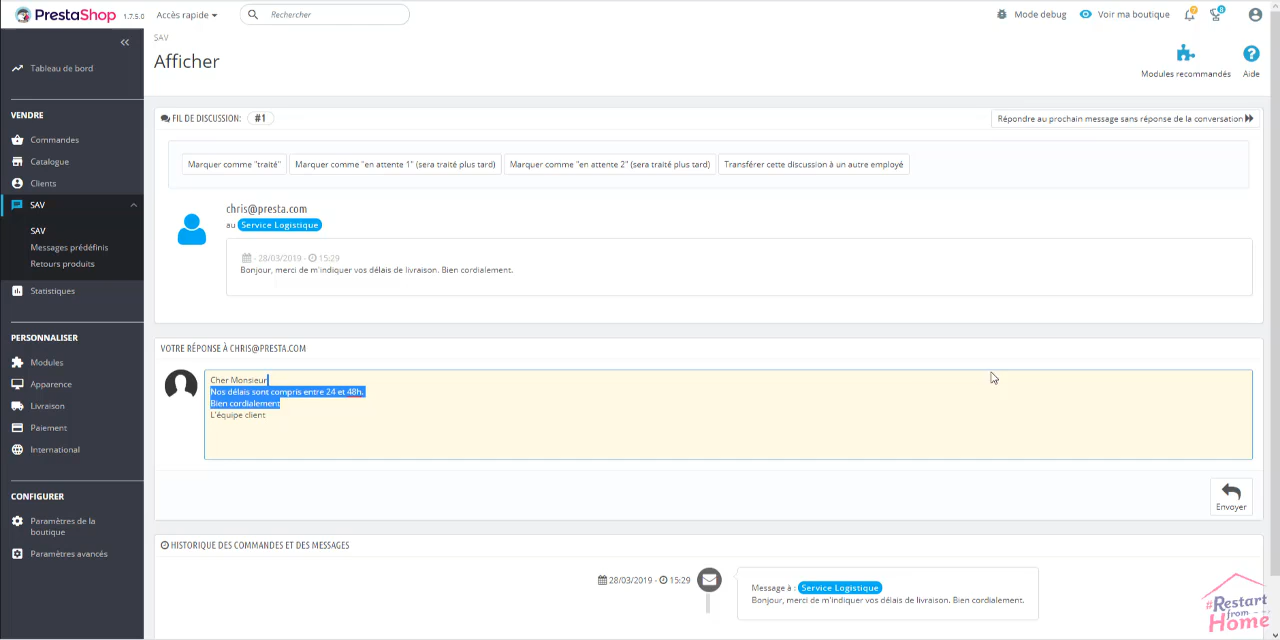 PrestaShop 1.7.5.0 Accès rapide Rechercher Mode debug Voir ma boutique 7 8
SAV
Afficher
Modules recommandés Aide
Tableau de bord
VENDRE
Commandes
Catalogue
Clients
SAV
SAV
Messages prédéfinis
Retours produits
Statistiques
PERSONNALISER
Modules
Apparence
Livraison
Paiement
International
CONFIGURER
Paramètres de la
boutique
Paramètres avancés
FIL DE DISCUSSION: #1 Répondre au prochain message sans réponse de la conversation
Marquer comme "traité" Marquer comme "en attente 1" (sera traité plus tard) Marquer comme "en attente 2" (sera traité plus tard) Transférer cette discussion à un autre employé
chris@presta.com
au Service Logistique
- 28/03/2019 - 15:29
Bonjour, merci de m'indiquer vos délais de livraison. Bien cordialement.
VOTRE RÉPONSE À CHRIS@PRESTA.COM
Cher Monsieur
Nos délais sont compris entre 24 et 48h.
Bien cordialement
L'équipe client
Envoyer
HISTORIQUE DES COMMANDES ET DES MESSAGES
28/03/2019 - 15:29
Message à : Service Logistique
Bonjour, merci de m'indiquer vos délais de livraison. Bien cordialement.
#Restart
from
Home